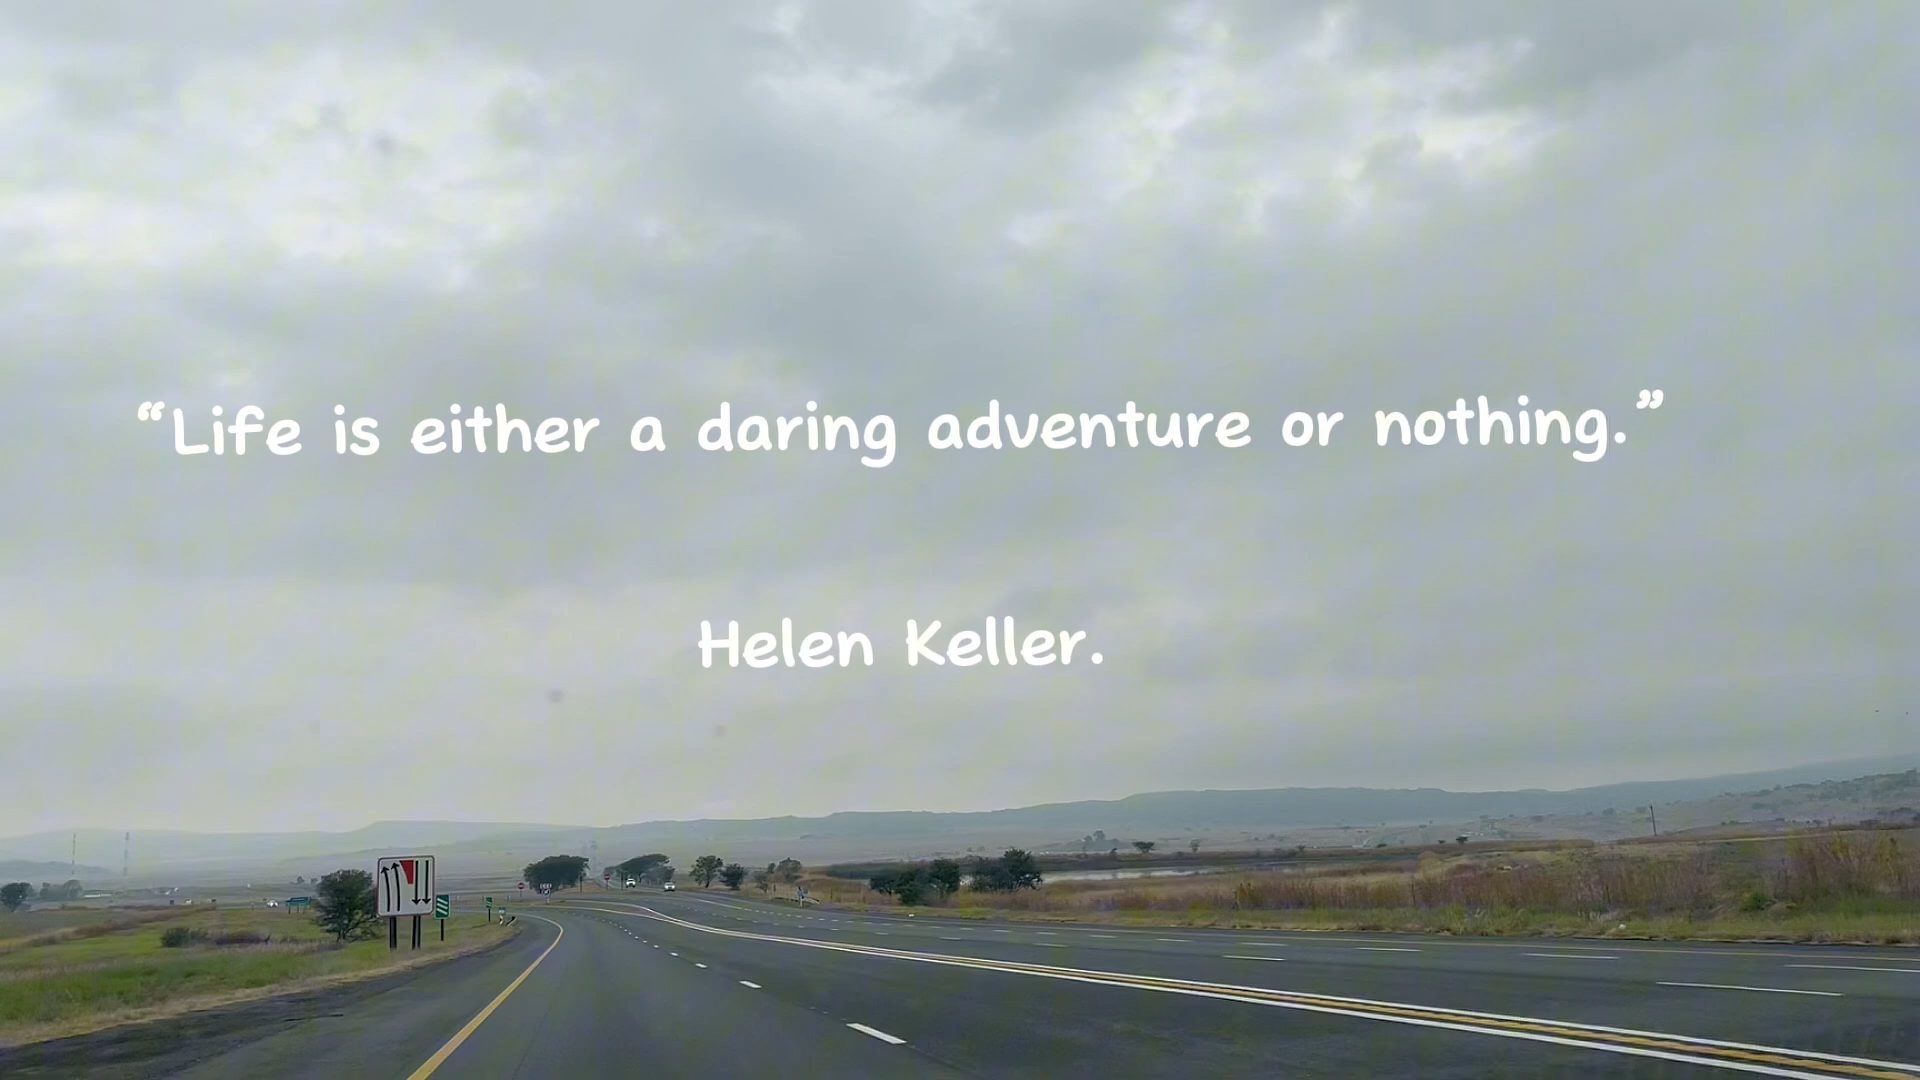 “Life is either a daring adventure or nothing.”
Helen Keller.